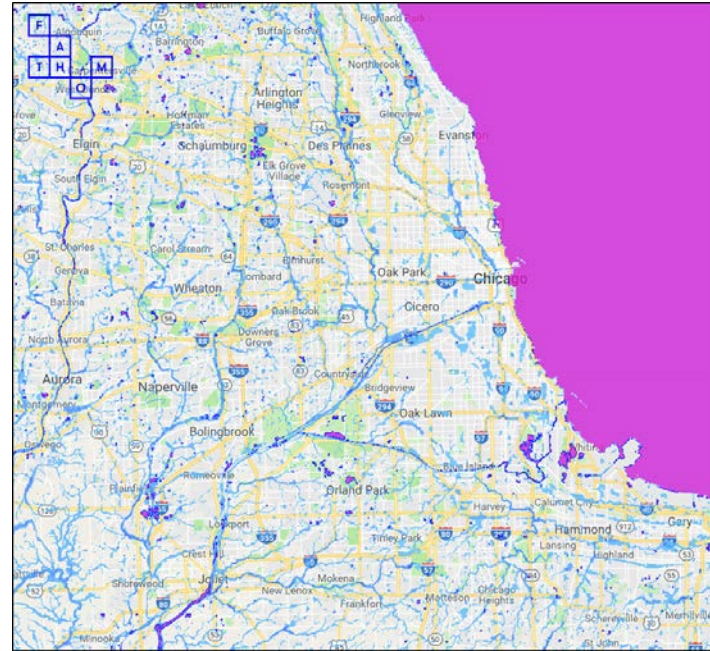 F
A
T H M
O
Highland Park
Buffalo Grove
Barrington
Algonquin
Northbrook
Carpentersville
Arlington
Heights
Glenview
Hoffman
Estates
Evanston
Elgin
Schaumburg
Des Plaines
Elk Grove
Village
South Elgin
Rosemont
St. Charles
Carol Stream
Elmhurst
Geneva
Lombard
Oak Park
Chicago
Wheaton
Batavia
Cicero
Oak Brook
Downers
Grove
North Aurora
Aurora
Naperville
Countryside
Bridgeview
Oak Lawn
Montgomery
Bolingbrook
Oswego
Whiting
Romeoville
Blue Island
Plainfield
Orland Park
Harvey
Calumet City
Lockport
Hammond
Gary
Tinley Park
Lansing
Highland
Crest Hill
Joliet
Mokena
Shorewood
New Lenox
Matteson
Chicago
Heights
Frankfort
Schererville
Merrillville
Minooka
St. John